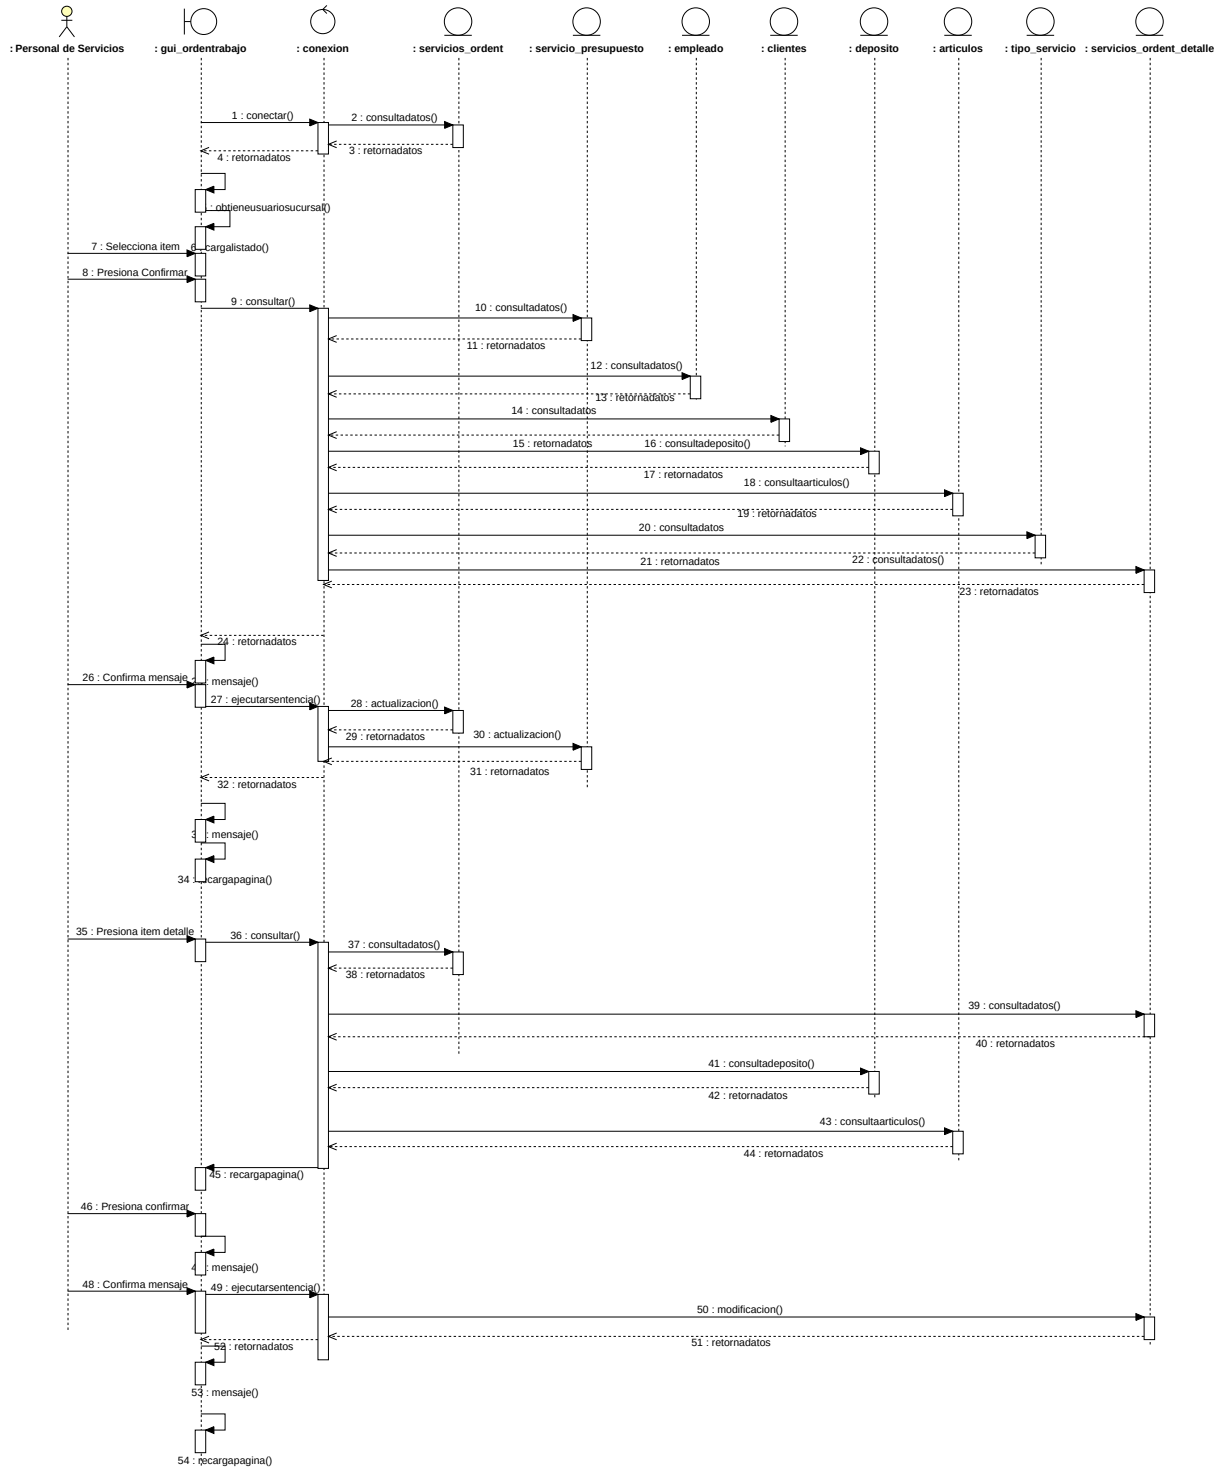 : Personal de Servicios
: gui_ordentrabajo
: conexion
: servicios_ordent
: servicio_presupuesto
: empleado
: clientes
: deposito
: articulos
: tipo_servicio
: servicios_ordent_detalle
1 : conectar()
2 : consultadatos()
3 : retornadatos
4 : retornadatos
: obtieneusuariosucursal()
6 : cargalistado()
7 : Selecciona item
8 : Presiona Confirmar
9 : consultar()
10 : consultadatos()
11 : retornadatos
12 : consultadatos()
13 : retornadatos
14 : consultadatos
15 : retornadatos
16 : consultadeposito()
17 : retornadatos
18 : consultaarticulos()
19 : retornadatos
20 : consultadatos
21 : retornadatos
22 : consultadatos()
23 : retornadatos
24 : retornadatos
: mensaje()
26 : Confirma mensaje
27 : ejecutarsentencia()
28 : actualizacion()
29 : retornadatos
30 : actualizacion()
31 : retornadatos
32 : retornadatos
: mensaje()
34 : recargapagina()
35 : Presiona item detalle
36 : consultar()
37 : consultadatos()
38 : retornadatos
39 : consultadatos()
40 : retornadatos
41 : consultadeposito()
42 : retornadatos
43 : consultaarticulos()
44 : retornadatos
45 : recargapagina()
46 : Presiona confirmar
: mensaje()
48 : Confirma mensaje
49 : ejecutarsentencia()
50 : modificacion()
51 : retornadatos
52 : retornadatos
53 : mensaje()
54 : recargapagina()